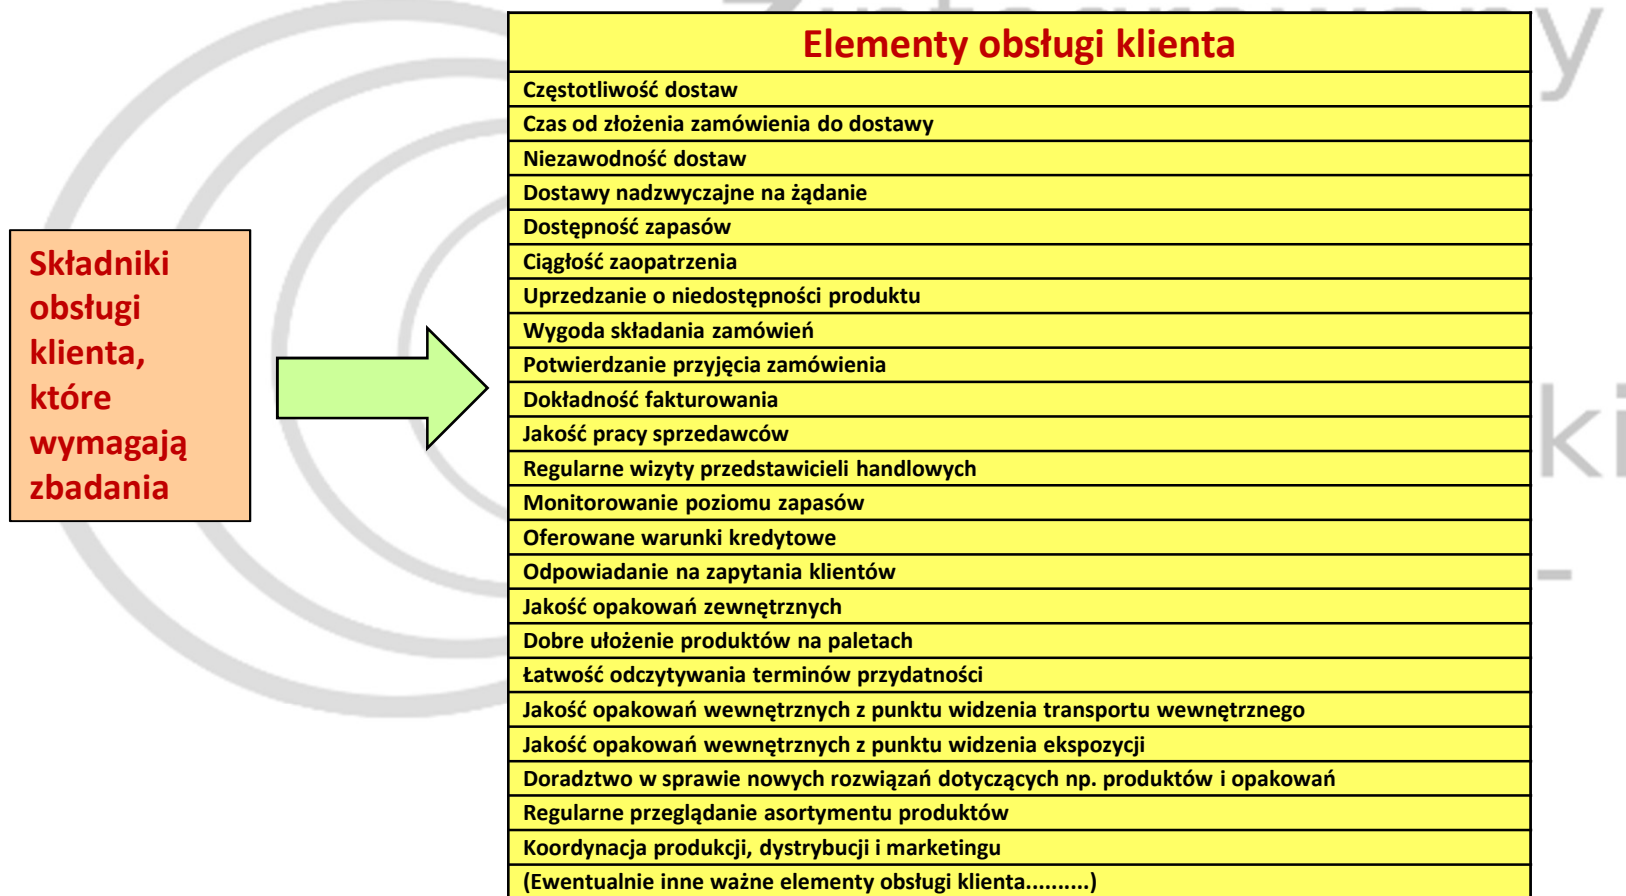 Elementy obsługi klienta
Częstotliwość dostaw
Czas od złożenia zamówienia do dostawy
Niezawodność dostaw
Dostawy nadzwyczajne na żądanie
Dostępność zapasów
Ciągłość zaopatrzenia
Uprzedzanie o niedostępności produktu
Wygoda składania zamówień
Potwierdzanie przyjęcia zamówienia
Dokładność fakturowania
Jakość pracy sprzedawców
Regularne wizyty przedstawicieli handlowych
Monitorowanie poziomu zapasów
Oferowane warunki kredytowe
Odpowiadanie na zapytania klientów
Jakość opakowań zewnętrznych
Dobre ułożenie produktów na paletach
Łatwość odczytywania terminów przydatności
Jakość opakowań wewnętrznych z punktu widzenia transportu wewnętrznego
Jakość opakowań wewnętrznych z punktu widzenia ekspozycji
Doradztwo w sprawie nowych rozwiązań dotyczących np. produktów i opakowań
Regularne przeglądanie asortymentu produktów
Koordynacja produkcji, dystrybucji i marketingu
(Ewentualnie inne ważne elementy obsługi klienta..........)
Składniki
obsługi
klienta,
które
wymagają
zbadania